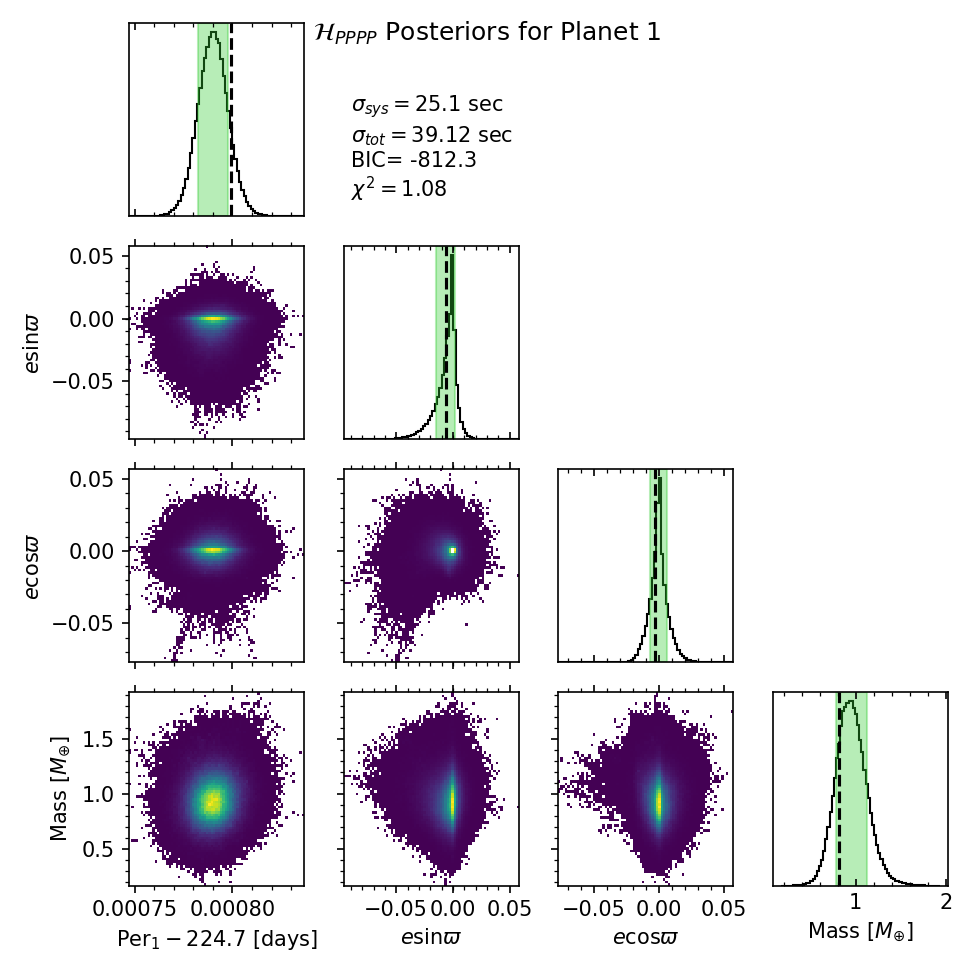 𝓗_PPPP Posteriors for Planet 1
σ_sys = 25.1 sec
σ_tot = 39.12 sec
BIC= -812.3
χ² = 1.08
0.05
0.00
−0.05
esinϖ
0.05
0.00
−0.05
ecosϖ
1.5
1.0
0.5
Mass [M⊕]
0.00075 0.00080
Per₁ − 224.7 [days]
−0.05 0.00 0.05
esinϖ
−0.05 0.00 0.05
ecosϖ
1 2
Mass [M⊕]